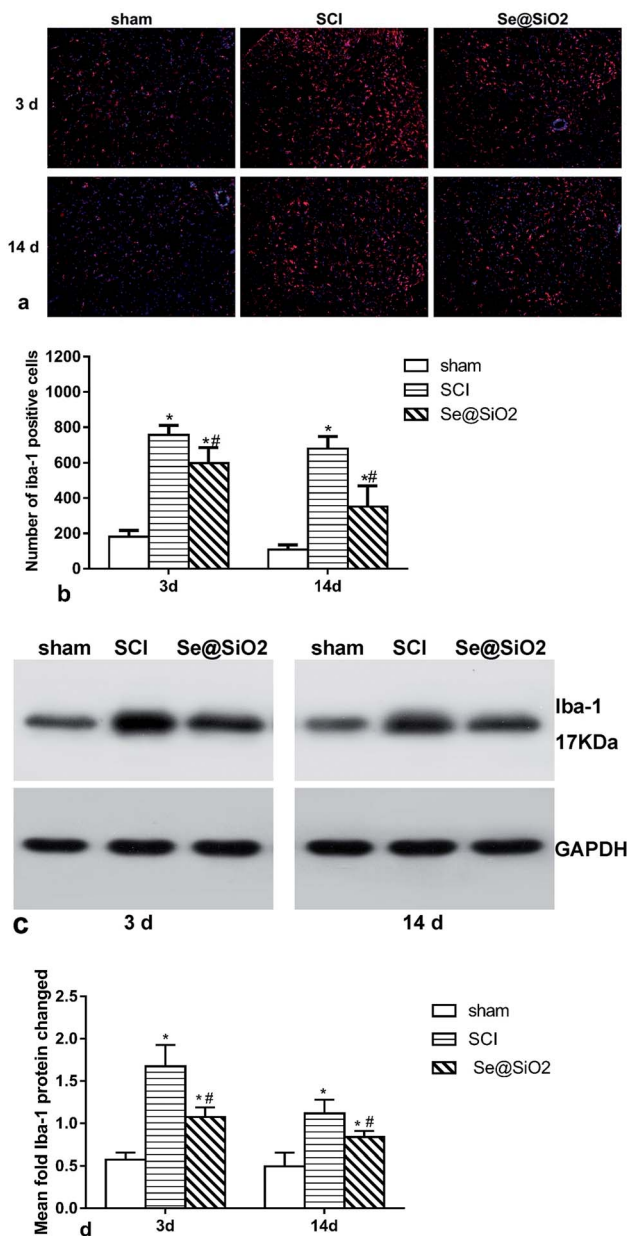 sham SCI Se@SiO2
3 d
14 d
a
Number of iba-1 positive cells
1200
1000
800
600
400
200
0
* *# * *#
3d 14d
sham
SCI
Se@SiO2
b
sham SCI Se@SiO2 sham SCI Se@SiO2
Iba-1
17KDa
GAPDH
c 3 d 14 d
Mean fold Iba-1 protein changed
2.5
2.0
1.5
1.0
0.5
0.0
* *# * *#
3d 14d
sham
SCI
Se@SiO2
d